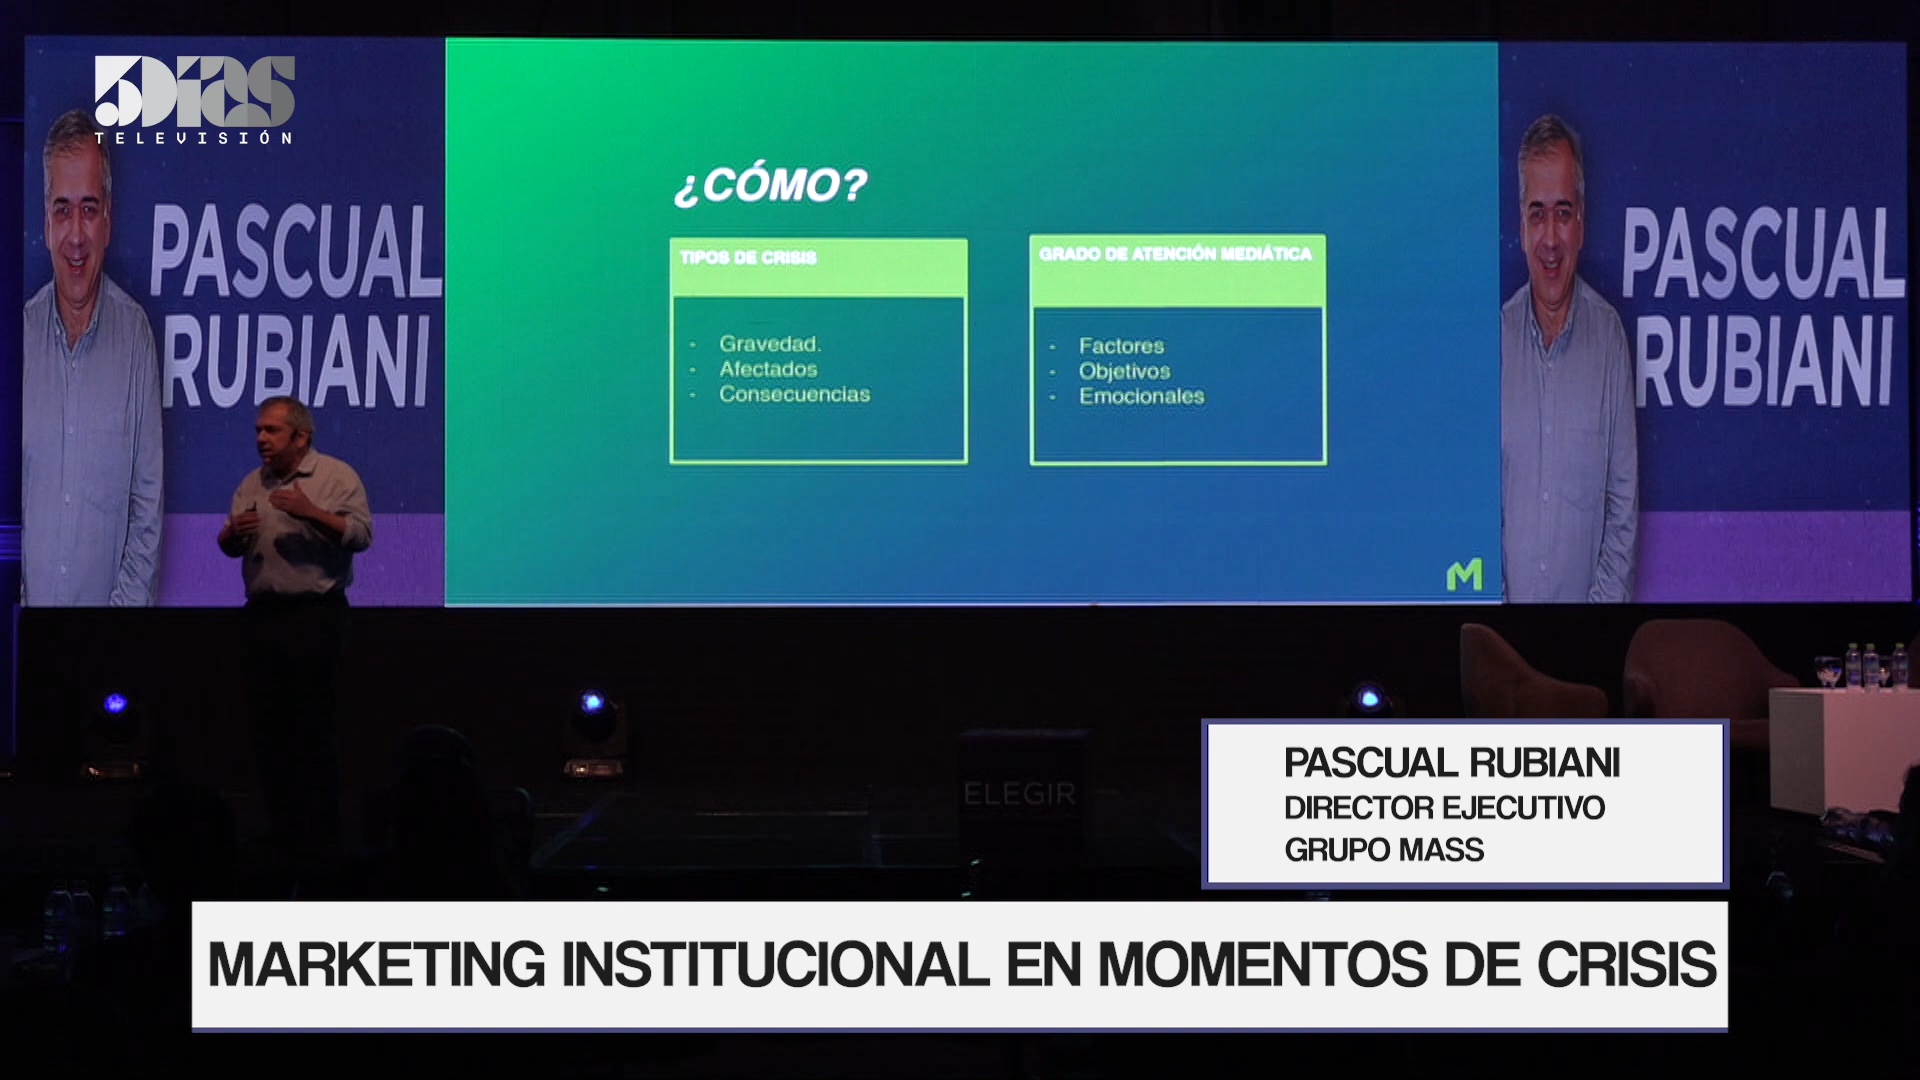 5Días
TELEVISIÓN
PASCUAL
RUBIANI
¿CÓMO?
TIPOS DE CRISIS
- Gravedad.
- Afectados
- Consecuencias
GRADO DE ATENCIÓN MEDIÁTICA
- Factores
- Objetivos
- Emocionales
M
PASCUAL
RUBIANI
ELEGIR
PASCUAL RUBIANI
DIRECTOR EJECUTIVO
GRUPO MASS
MARKETING INSTITUCIONAL EN MOMENTOS DE CRISIS